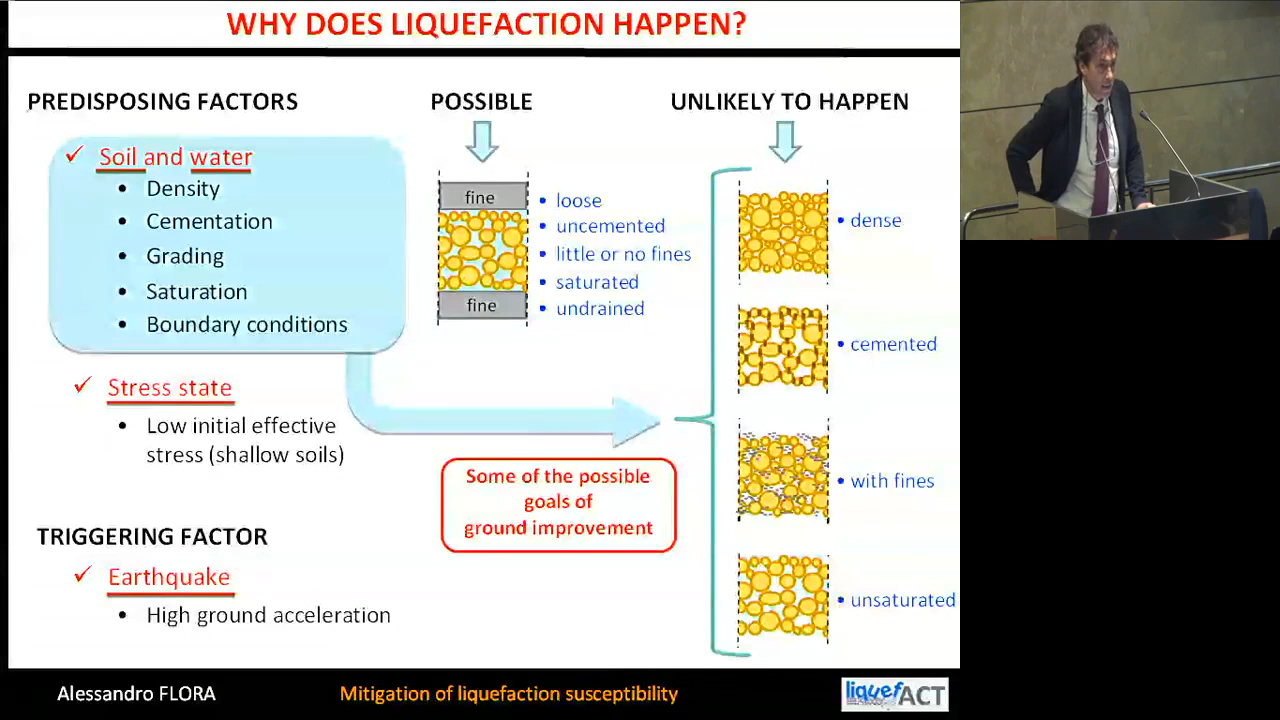 WHY DOES LIQUEFACTION HAPPEN?
PREDISPOSING FACTORS
✓ Soil and water
• Density
• Cementation
• Grading
• Saturation
• Boundary conditions
✓ Stress state
• Low initial effective
stress (shallow soils)
TRIGGERING FACTOR
✓ Earthquake
• High ground acceleration
POSSIBLE
fine
fine
• loose
• uncemented
• little or no fines
• saturated
• undrained
Some of the possible
goals of
ground improvement
UNLIKELY TO HAPPEN
• dense
• cemented
• with fines
• unsaturated
Alessandro FLORA
Mitigation of liquefaction susceptibility
liquefACT